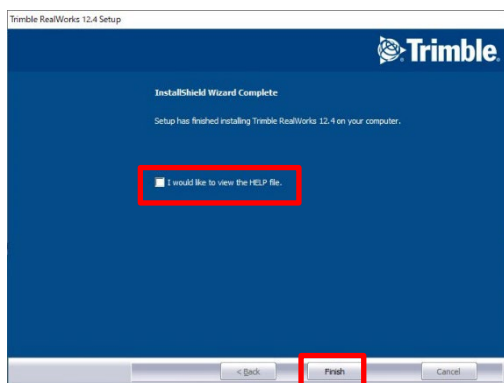 Trimble RealWorks 12.4 Setup
Trimble.
InstallShield Wizard Complete
Setup has finished installing Trimble RealWorks 12.4 on your computer.
I would like to view the HELP file.
< Back Finish Cancel